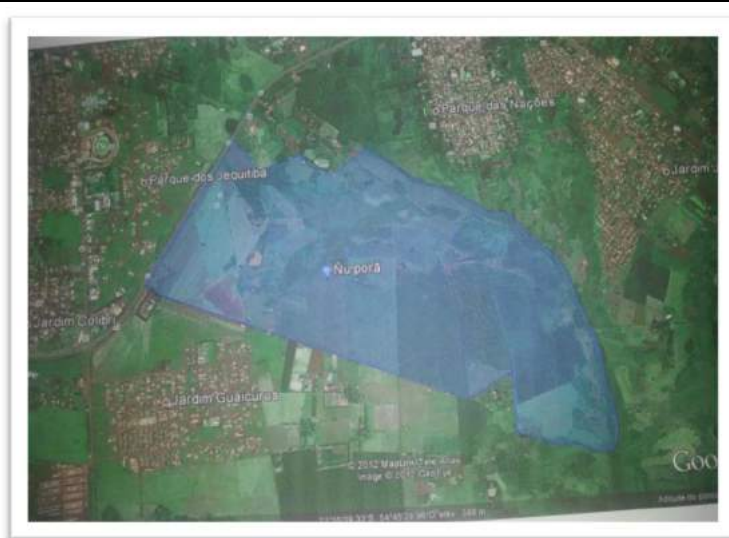 Parque das Nações
Jardim J
Parque dos Jequitiba
Ñu porã
Jardim Colibri
Jardim Guaicurus
© 2012 MapLink/Tele Atlas
Image © 2012 GeoEye
Goo